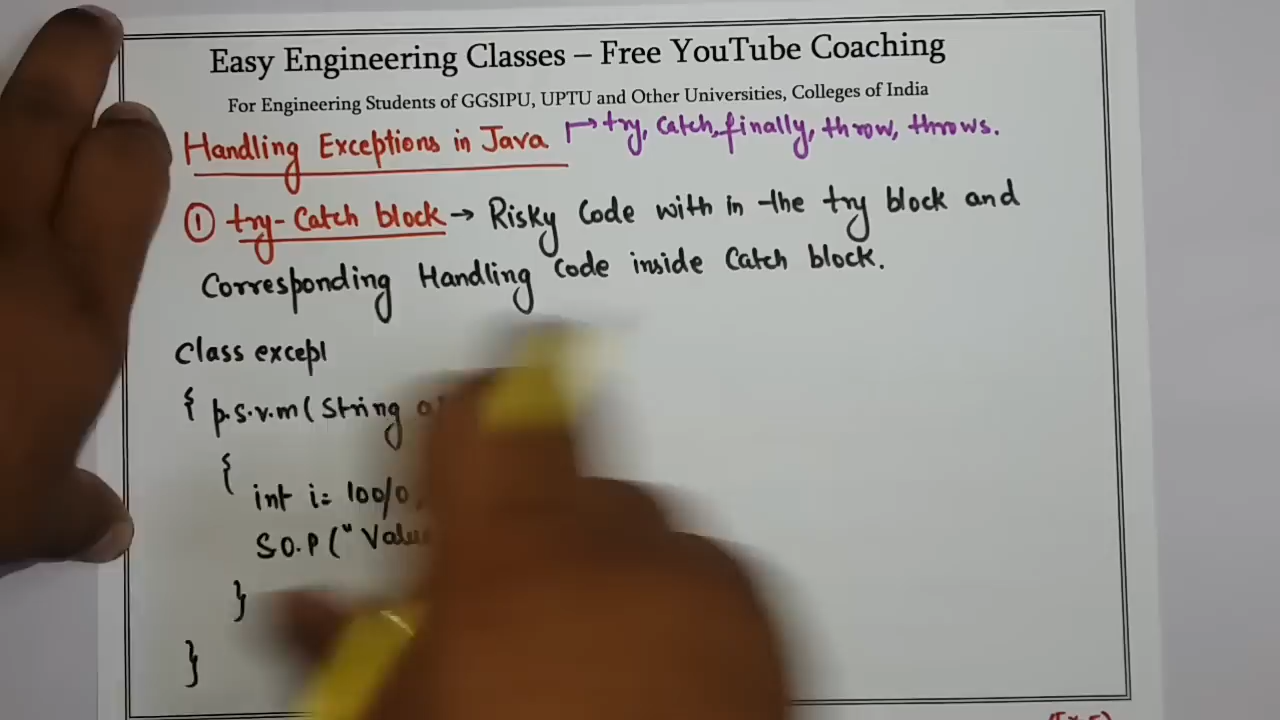 Easy Engineering Classes – Free YouTube Coaching
For Engineering Students of GGSIPU, UPTU and Other Universities, Colleges of India
Handling Exceptions in Java ↦ try, catch, finally, throw, throws.
① try-catch block → Risky code with in the try block and
Corresponding Handling code inside catch block.
Class except
{ p.s.v.m ( String
{
int i= 100/0
S.O.P ("
}
}